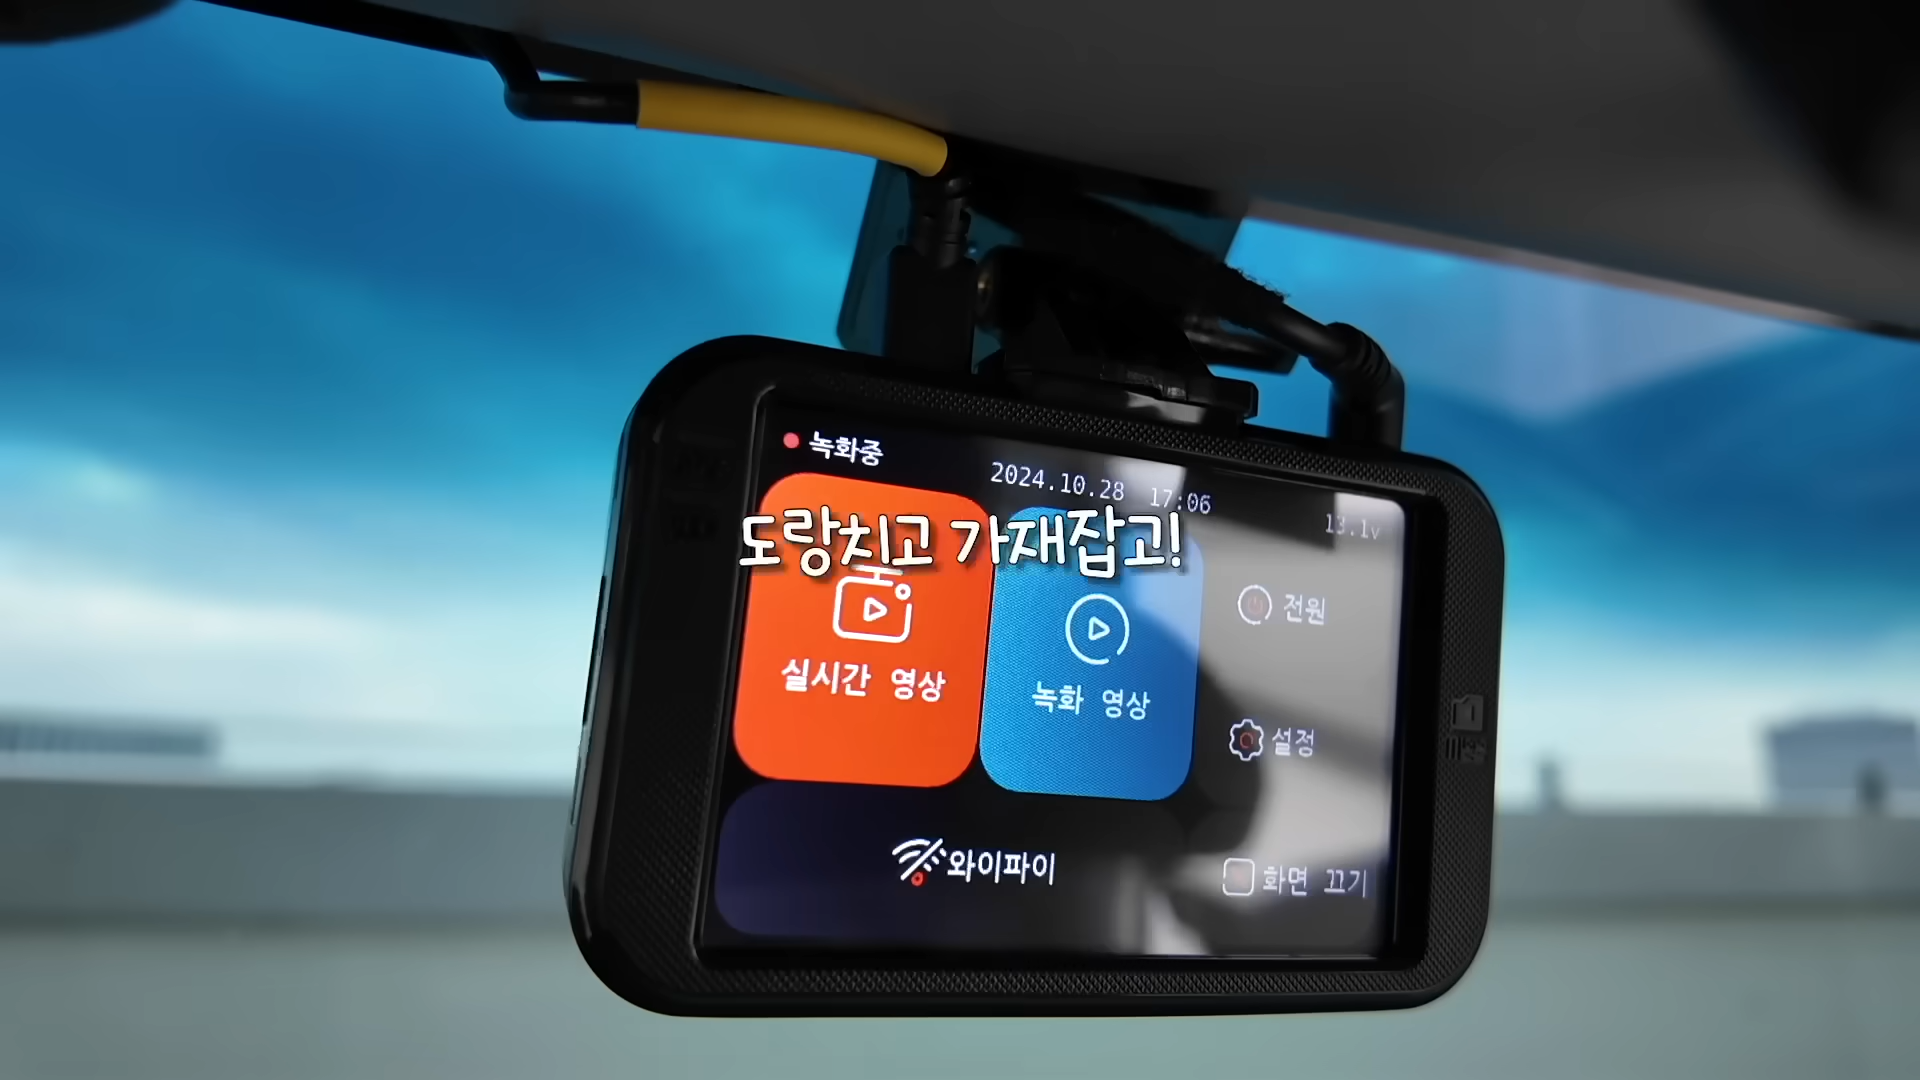 녹화중
2024.10.28 17:06
13.1v
도랑치고 가재잡고!
실시간 영상
녹화 영상
전원
설정
와이파이
화면 끄기